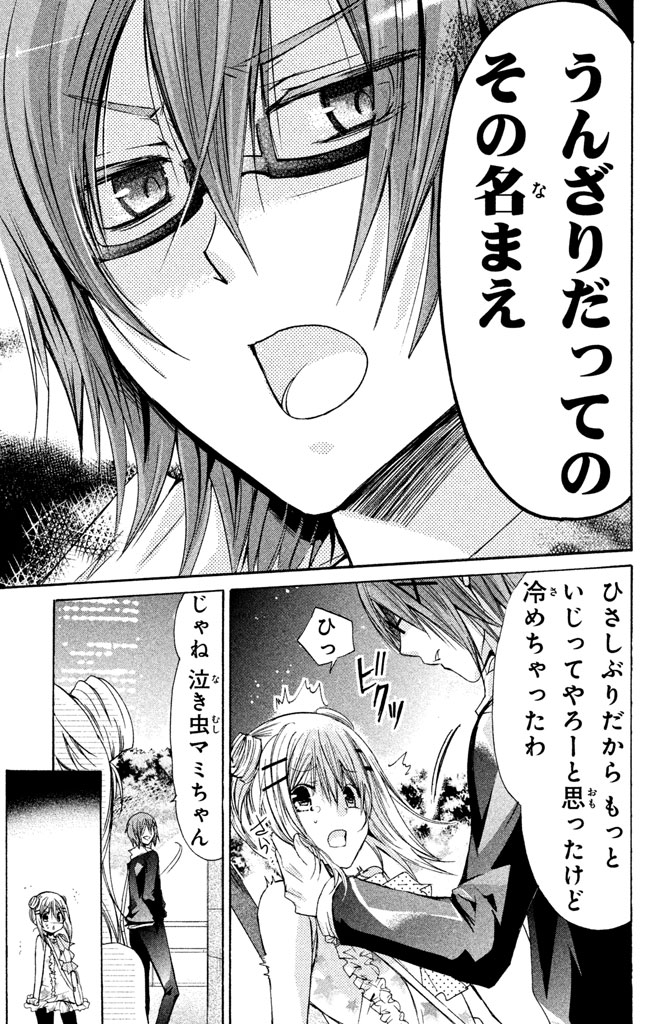 うんざりだっての
その名まえ
ひさしぶりだから もっと
いじってやろーと思ったけど
冷めちゃったわ
ひっ
ビクッ
ざら
じゃね 泣き虫マミちゃん